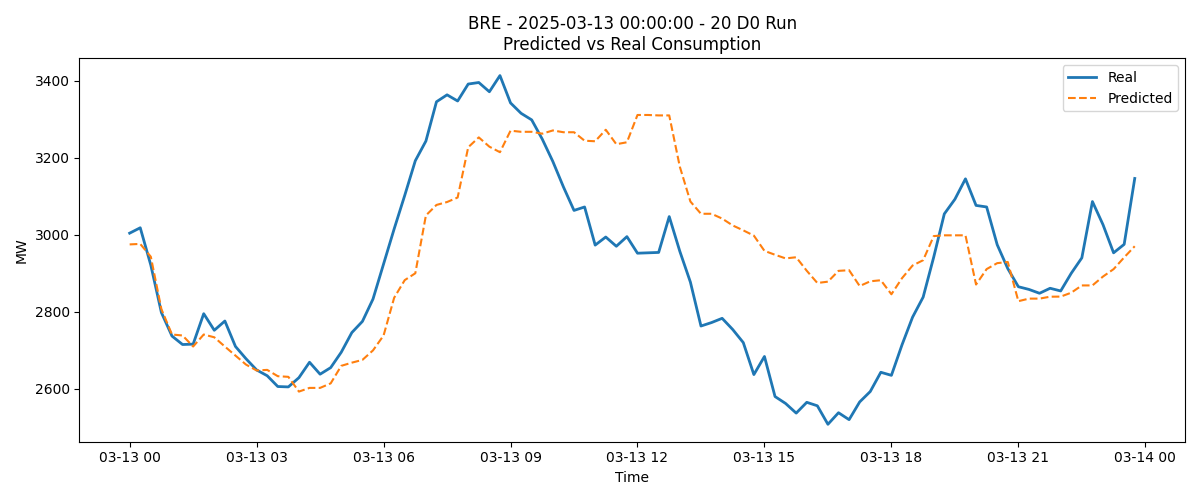 BRE - 2025-03-13 00:00:00 - 20 D0 Run
Predicted vs Real Consumption
Real
Predicted
MW
3400
3200
3000
2800
2600
03-13 00
03-13 03
03-13 06
03-13 09
03-13 12
03-13 15
03-13 18
03-13 21
03-14 00
Time